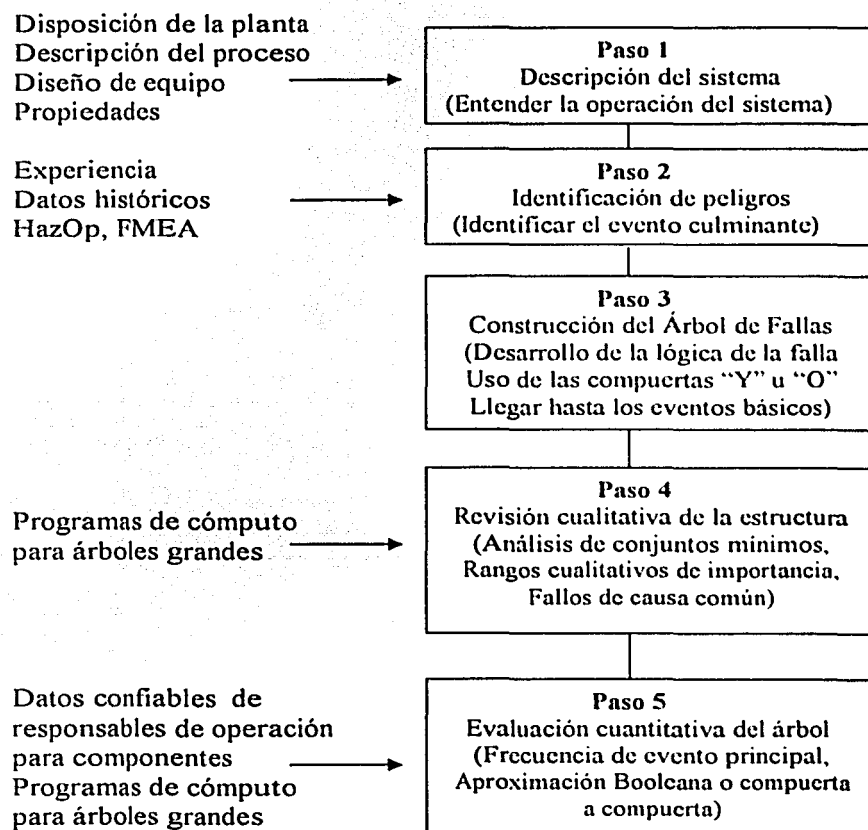 Disposición de la planta
Descripción del proceso
Diseño de equipo
Propiedades
Paso 1
Descripción del sistema
(Entender la operación del sistema)
Experiencia
Datos históricos
HazOp, FMEA
Paso 2
Identificación de peligros
(Identificar el evento culminante)
Paso 3
Construcción del Árbol de Fallas
(Desarrollo de la lógica de la falla
Uso de las compuertas “Y” u “O”
Llegar hasta los eventos básicos)
Programas de cómputo
para árboles grandes
Paso 4
Revisión cualitativa de la estructura
(Análisis de conjuntos mínimos,
Rangos cualitativos de importancia,
Fallos de causa común)
Datos confiables de
responsables de operación
para componentes
Programas de cómputo
para árboles grandes
Paso 5
Evaluación cuantitativa del árbol
(Frecuencia de evento principal,
Aproximación Booleana o compuerta
a compuerta)